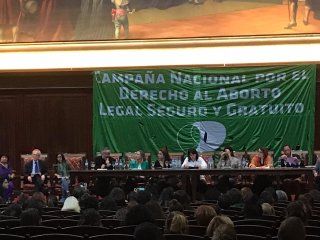 CAMPAÑA NACIONAL POR EL
DERECHO AL ABORTO
LEGAL SEGURO Y GRATUITO